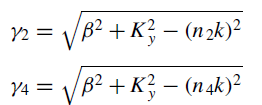 γ₂ = √(β² + K_y² − (n₂k)²)
γ₄ = √(β² + K_y² − (n₄k)²)